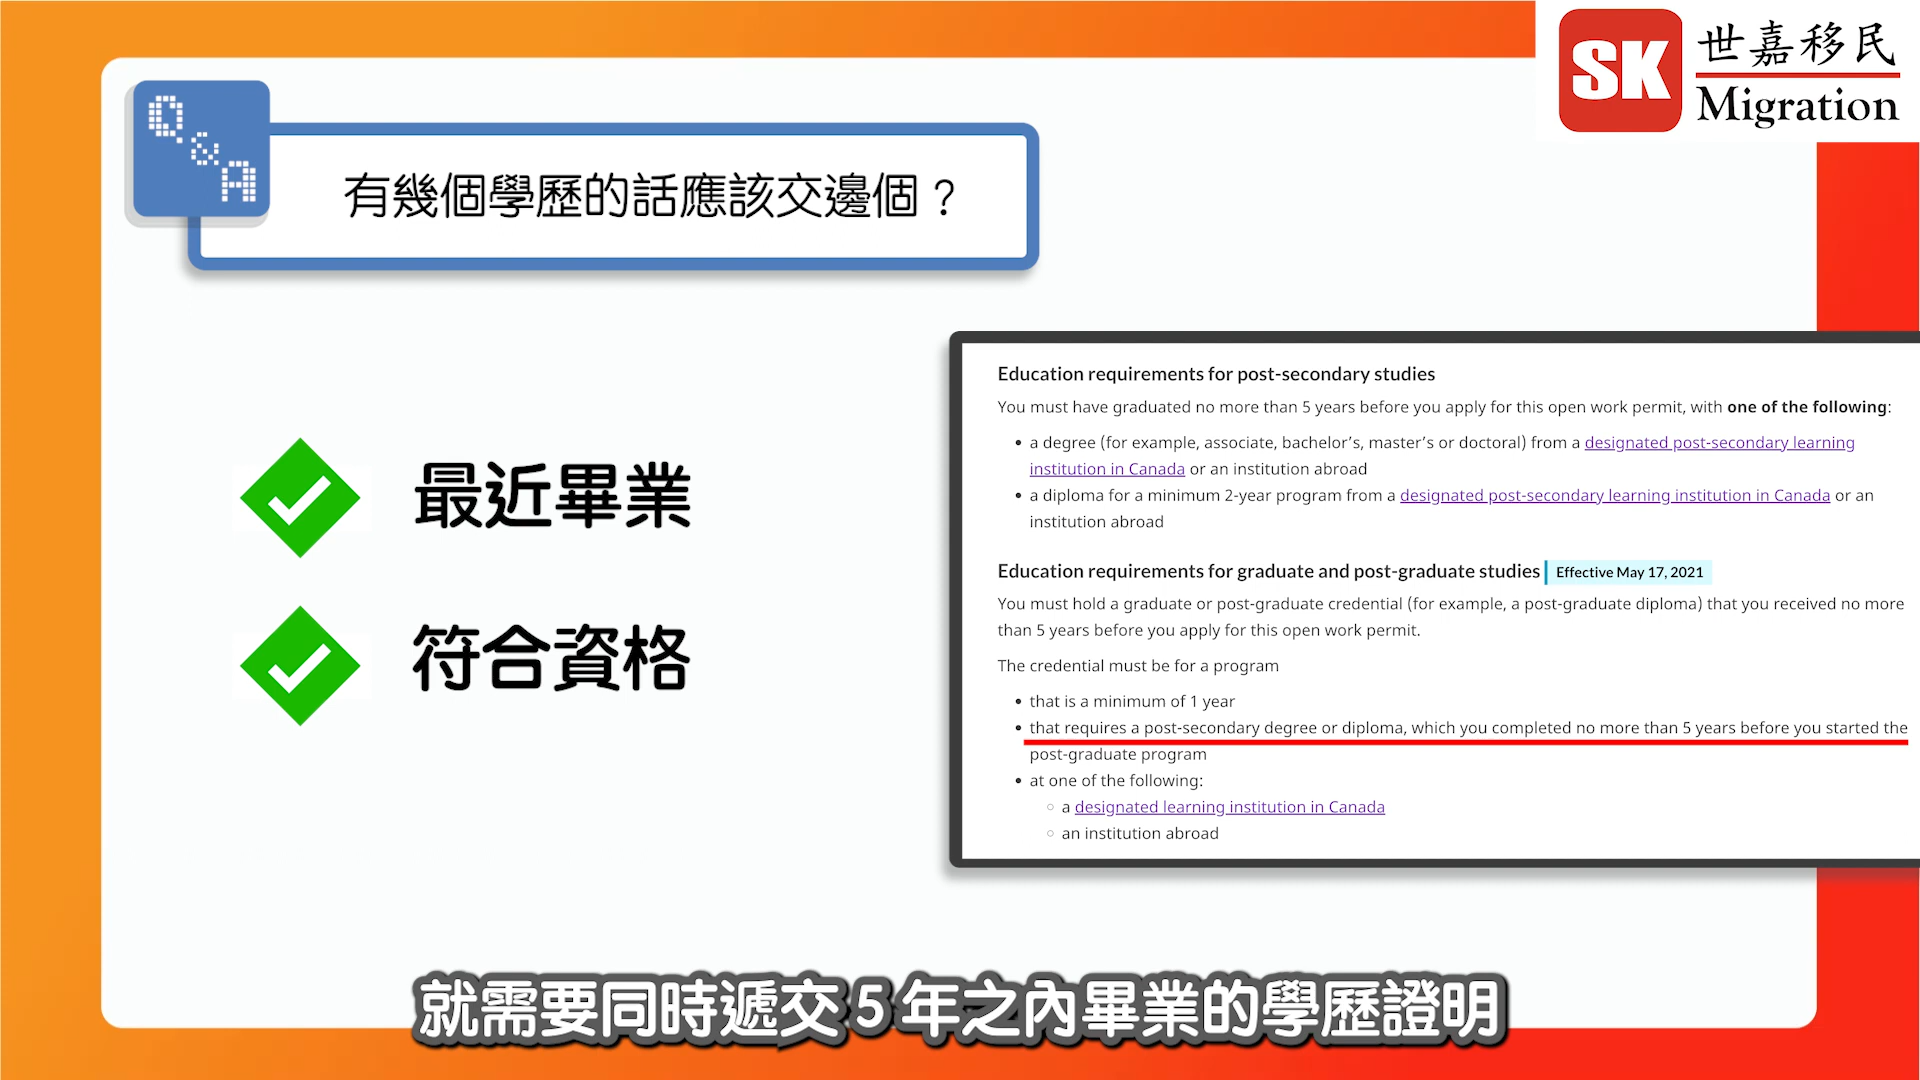 SK
世嘉移民
Migration
Q
&
A
有幾個學歷的話應該交邊個？
最近畢業
符合資格
Education requirements for post-secondary studies
You must have graduated no more than 5 years before you apply for this open work permit, with one of the following:
• a degree (for example, associate, bachelor's, master's or doctoral) from a designated post-secondary learning
institution in Canada or an institution abroad
• a diploma for a minimum 2-year program from a designated post-secondary learning institution in Canada or an
institution abroad
Education requirements for graduate and post-graduate studies Effective May 17, 2021
You must hold a graduate or post-graduate credential (for example, a post-graduate diploma) that you received no more
than 5 years before you apply for this open work permit.
The credential must be for a program
• that is a minimum of 1 year
• that requires a post-secondary degree or diploma, which you completed no more than 5 years before you started the
post-graduate program
• at one of the following:
○ a designated learning institution in Canada
○ an institution abroad
就需要同時遞交 5 年之內畢業的學歷證明